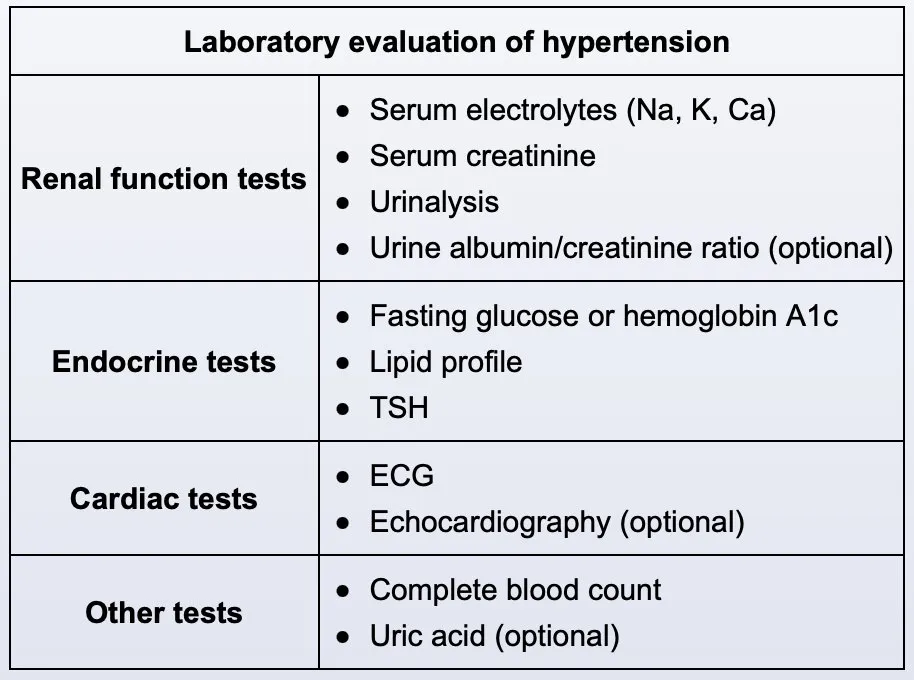 Laboratory evaluation of hypertension
Renal function tests
• Serum electrolytes (Na, K, Ca)
• Serum creatinine
• Urinalysis
• Urine albumin/creatinine ratio (optional)
Endocrine tests
• Fasting glucose or hemoglobin A1c
• Lipid profile
• TSH
Cardiac tests
• ECG
• Echocardiography (optional)
Other tests
• Complete blood count
• Uric acid (optional)